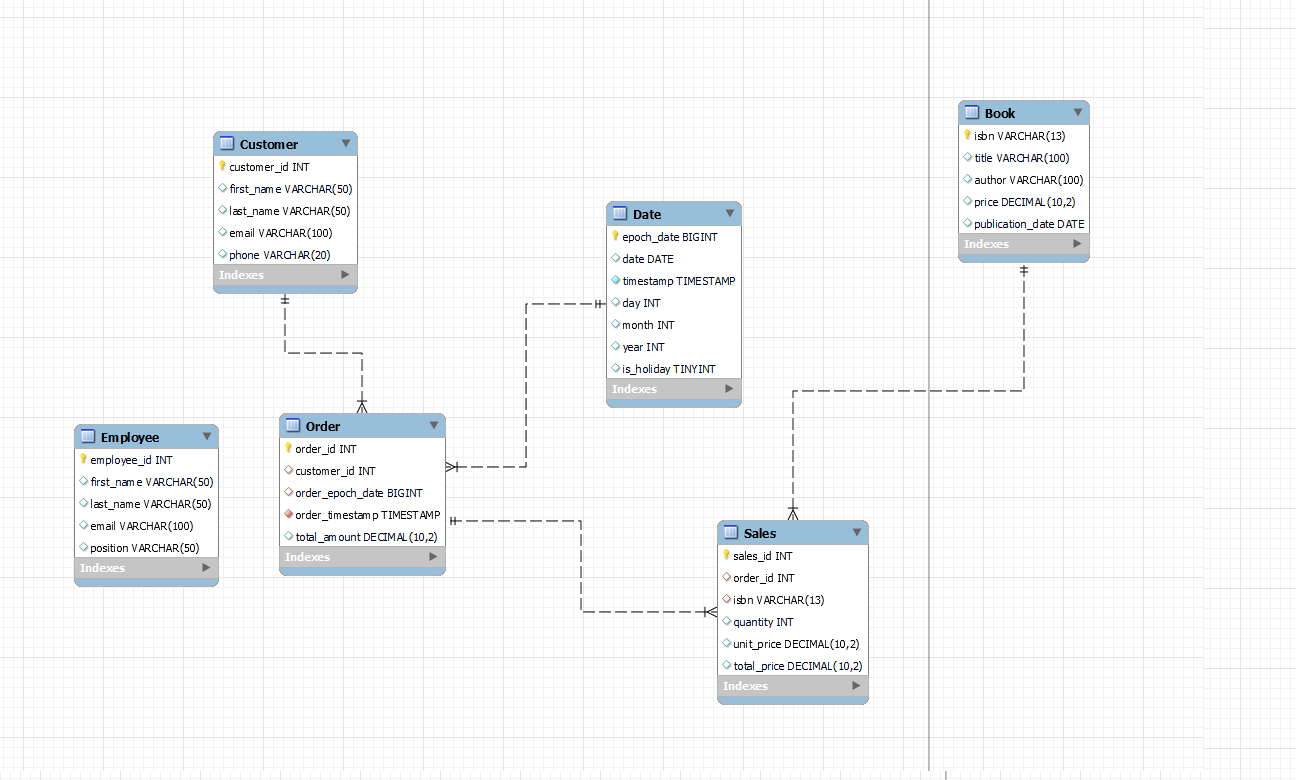 Customer
customer_id INT
first_name VARCHAR(50)
last_name VARCHAR(50)
email VARCHAR(100)
phone VARCHAR(20)
Indexes
Date
epoch_date BIGINT
date DATE
timestamp TIMESTAMP
day INT
month INT
year INT
is_holiday TINYINT
Indexes
Book
isbn VARCHAR(13)
title VARCHAR(100)
author VARCHAR(100)
price DECIMAL(10,2)
publication_date DATE
Indexes
Employee
employee_id INT
first_name VARCHAR(50)
last_name VARCHAR(50)
email VARCHAR(100)
position VARCHAR(50)
Indexes
Order
order_id INT
customer_id INT
order_epoch_date BIGINT
order_timestamp TIMESTAMP
total_amount DECIMAL(10,2)
Indexes
Sales
sales_id INT
order_id INT
isbn VARCHAR(13)
quantity INT
unit_price DECIMAL(10,2)
total_price DECIMAL(10,2)
Indexes